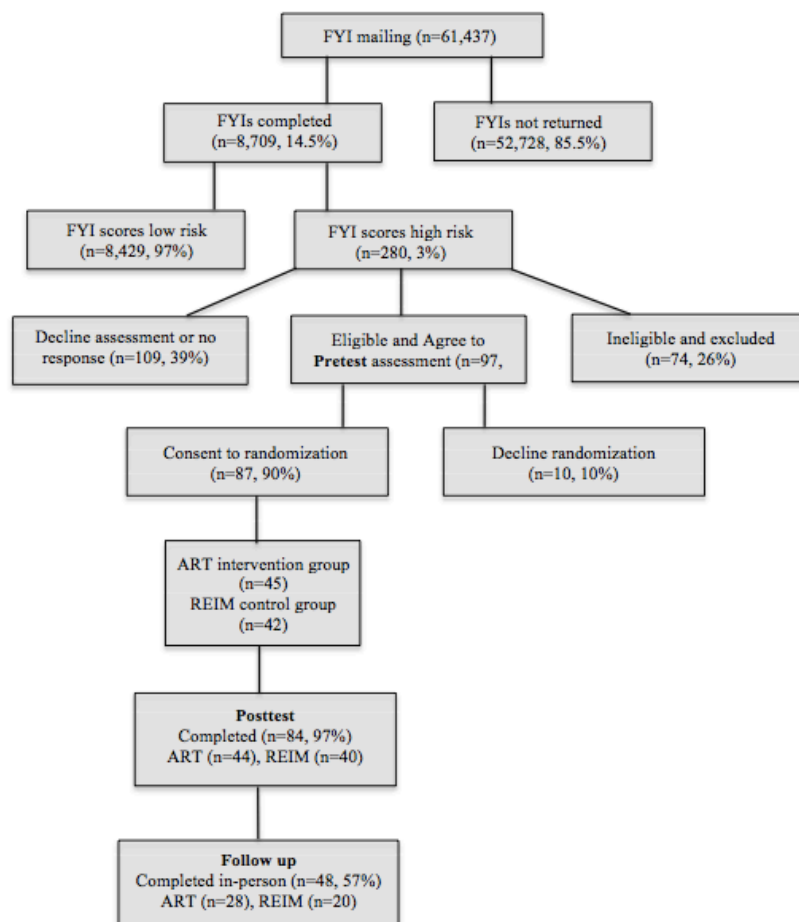 FYI mailing (n=61,437)
FYIs completed
(n=8,709, 14.5%)
FYIs not returned
(n=52,728, 85.5%)
FYI scores low risk
(n=8,429, 97%)
FYI scores high risk
(n=280, 3%)
Decline assessment or no
response (n=109, 39%)
Eligible and Agree to
Pretest assessment (n=97,
Ineligible and excluded
(n=74, 26%)
Consent to randomization
(n=87, 90%)
Decline randomization
(n=10, 10%)
ART intervention group
(n=45)
REIM control group
(n=42)
Posttest
Completed (n=84, 97%)
ART (n=44), REIM (n=40)
Follow up
Completed in-person (n=48, 57%)
ART (n=28), REIM (n=20)